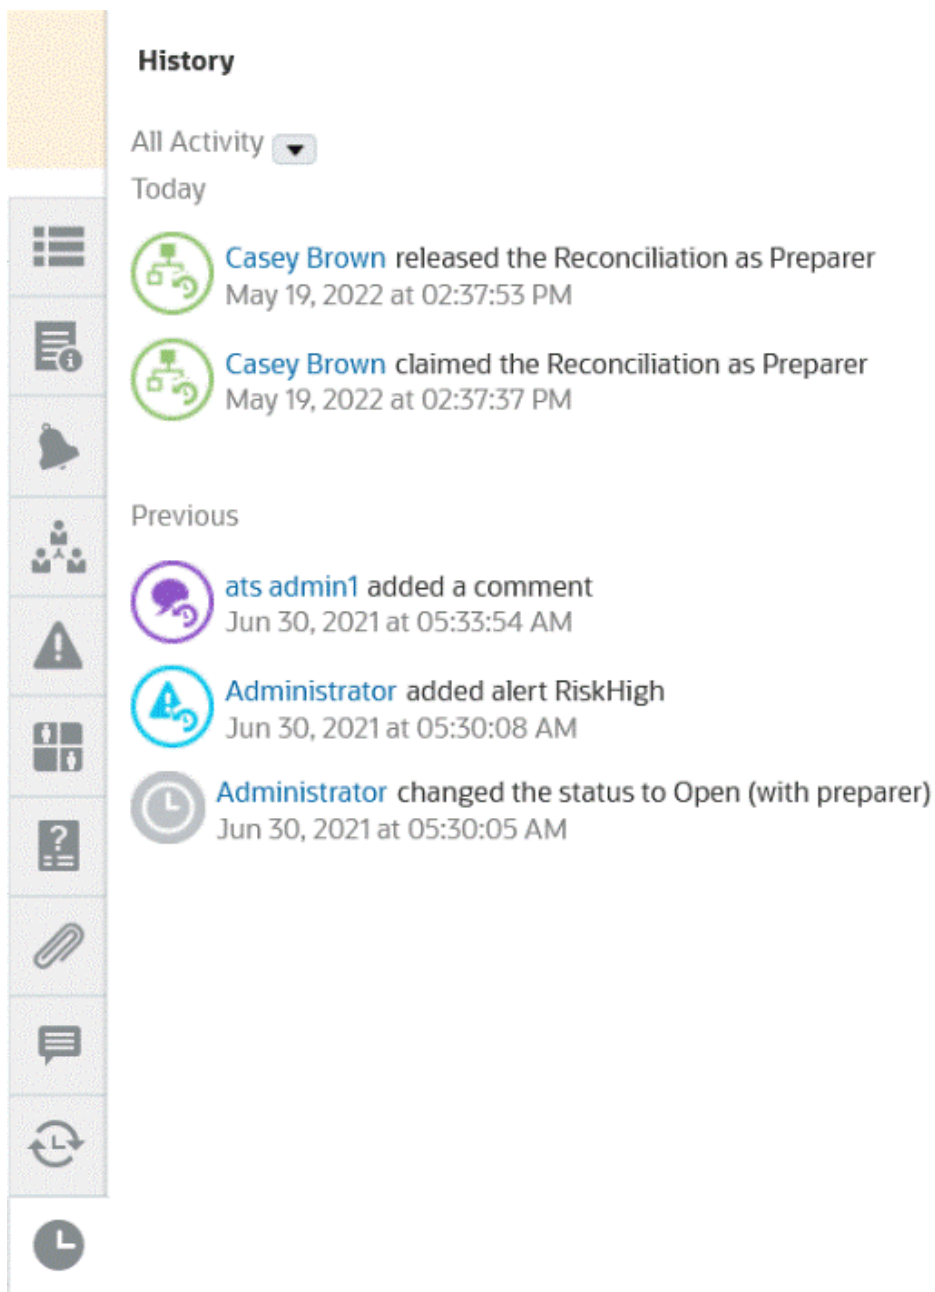 History
All Activity
Today
Casey Brown released the Reconciliation as Preparer
May 19, 2022 at 02:37:53 PM
Casey Brown claimed the Reconciliation as Preparer
May 19, 2022 at 02:37:37 PM
Previous
ats admin1 added a comment
Jun 30, 2021 at 05:33:54 AM
Administrator added alert RiskHigh
Jun 30, 2021 at 05:30:08 AM
Administrator changed the status to Open (with preparer)
Jun 30, 2021 at 05:30:05 AM